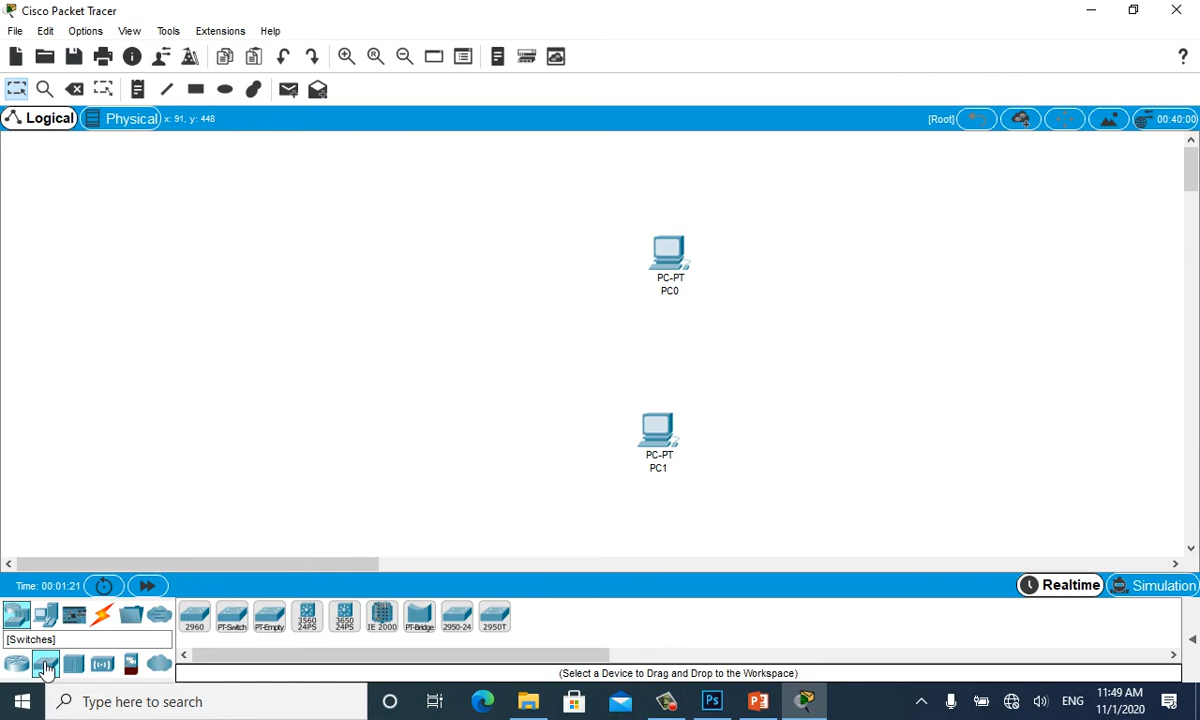 Cisco Packet Tracer
File Edit Options View Tools Extensions Help
Logical Physical x: 91, y: 448 [Root] 00:40:00
PC-PT
PC0
PC-PT
PC1
Time: 00:01:21 Realtime Simulation
[Switches]
2960 PT-Switch PT-Empty 3560 24PS 3650 24PS IE 2000 PT-Bridge 2950-24 2950T
(Select a Device to Drag and Drop to the Workspace)
Type here to search
ENG
11:49 AM
11/1/2020